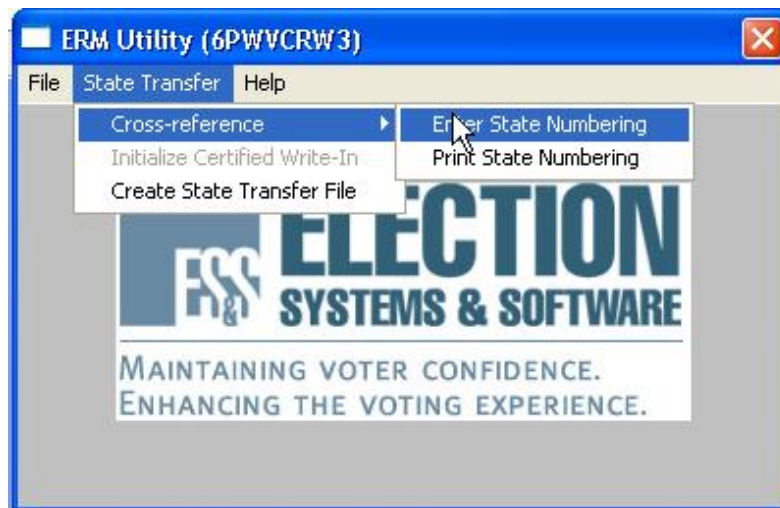 ERM Utility (6PWVCRW3)
File State Transfer Help
Cross-reference
Initialize Certified Write-In
Create State Transfer File
Enter State Numbering
Print State Numbering
ES&S
ELECTION
SYSTEMS & SOFTWARE
MAINTAINING VOTER CONFIDENCE.
ENHANCING THE VOTING EXPERIENCE.